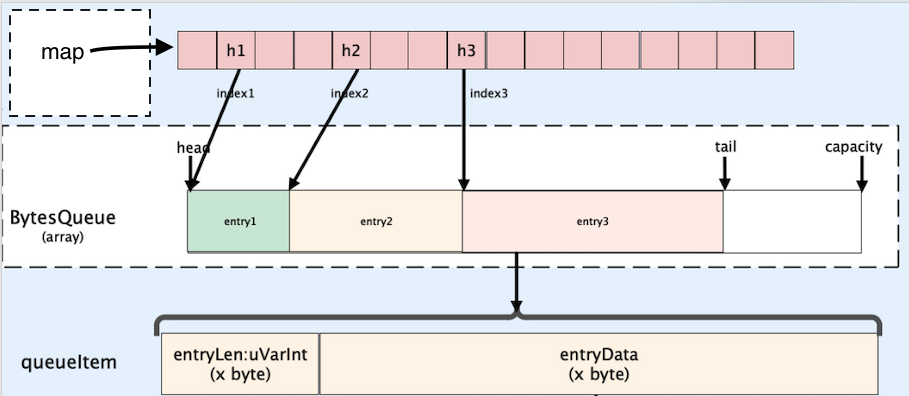 map
h1
h2
h3
index1
index2
index3
head
tail
capacity
BytesQueue
(array)
entry1
entry2
entry3
queueItem
entryLen:uVarInt
(x byte)
entryData
(x byte)